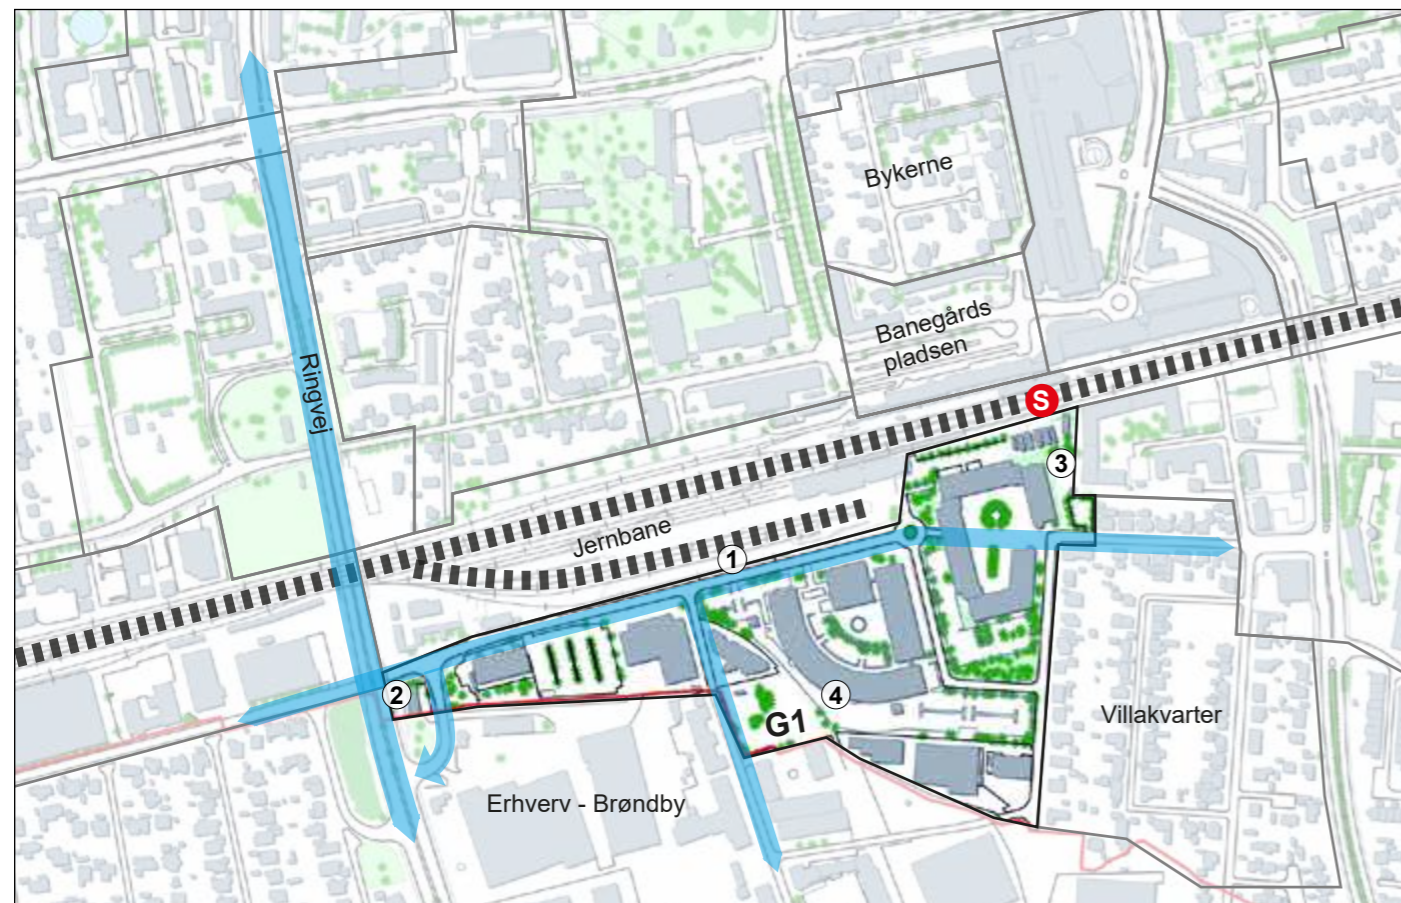 Bykerne
Banegårds
pladsen
Ringvej
S
3
Jernbane
1
2
4
G1
Villakvarter
Erhverv - Brøndby